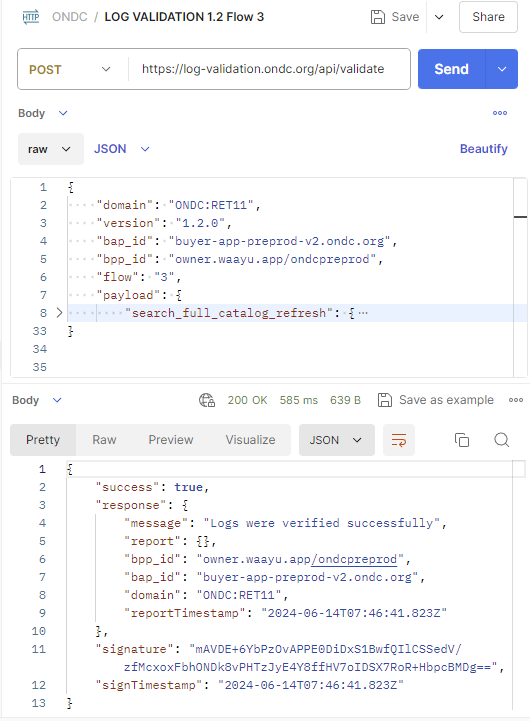 HTTP ONDC / LOG VALIDATION 1.2 Flow 3 Save Share
POST https://log-validation.ondc.org/api/validate Send
Body
raw JSON Beautify
1 {
2 "domain": "ONDC:RET11",
3 "version": "1.2.0",
4 "bap_id": "buyer-app-preprod-v2.ondc.org",
5 "bpp_id": "owner.waayu.app/ondcpreprod",
6 "flow": "3",
7 "payload": {
8 "search_full_catalog_refresh": {…
33 }
34
35
Body 200 OK 585 ms 639 B Save as example
Pretty Raw Preview Visualize JSON
1 {
2 "success": true,
3 "response": {
4 "message": "Logs were verified successfully",
5 "report": {},
6 "bpp_id": "owner.waayu.app/ondcpreprod",
7 "bap_id": "buyer-app-preprod-v2.ondc.org",
8 "domain": "ONDC:RET11",
9 "reportTimestamp": "2024-06-14T07:46:41.823Z"
10 },
11 "signature": "mAVDE+6YbPzOvAPPE0DiDxS1BwfQIlCSSedV/
zfMcxoxFbhONDk8vPHTzJyE4Y8ffHV7oIDSX7RoR+HbpcBMDg==",
12 "signTimestamp": "2024-06-14T07:46:41.823Z"
13 }